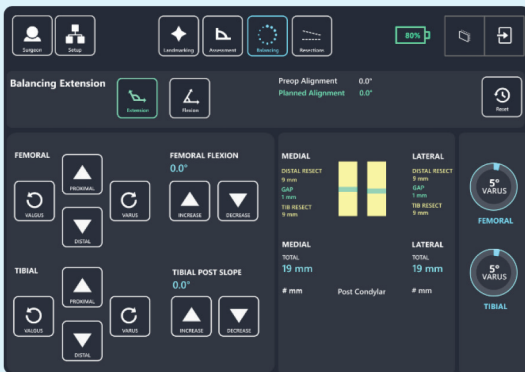 Surgeon
Setup
Landmarking
Assessment
Balancing
Resections
80%
Balancing Extension
Extension
Flexion
Preop Alignment 0.0°
Planned Alignment 0.0°
Reset
FEMORAL
VALGUS
PROXIMAL
DISTAL
VARUS
FEMORAL FLEXION
0.0°
INCREASE
DECREASE
TIBIAL
VALGUS
PROXIMAL
DISTAL
VARUS
TIBIAL POST SLOPE
0.0°
INCREASE
DECREASE
MEDIAL
DISTAL RESECT
9 mm
GAP
1 mm
TIB RESECT
9 mm
LATERAL
DISTAL RESECT
9 mm
GAP
1 mm
TIB RESECT
9 mm
MEDIAL
TOTAL
19 mm
# mm
Post Condylar
LATERAL
TOTAL
19 mm
# mm
5°
VARUS
FEMORAL
5°
VARUS
TIBIAL